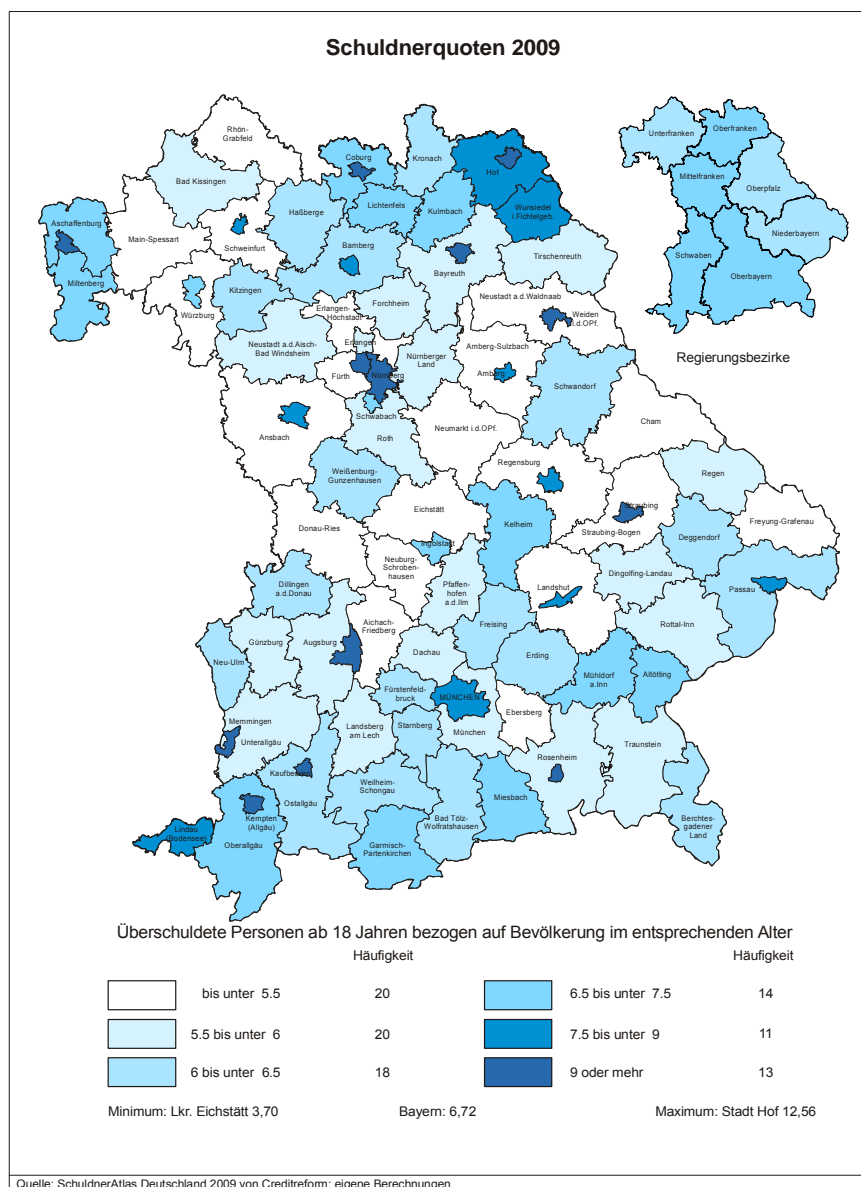 Schuldnerquoten 2009
Rhön-
Grabfeld
Coburg
Kronach
Hof
Bad Kissingen
Lichtenfels
Kulmbach
Wunsiedel
i.Fichtelgeb.
Haßberge
Aschaffenburg
Main-Spessart
Schweinfurt
Bamberg
Bayreuth
Tirschenreuth
Miltenberg
Kitzingen
Würzburg
Erlangen-
Höchstadt
Forchheim
Neustadt a.d.Waldnaab
Weiden
i.d.OPf.
Neustadt a.d.Aisch-
Bad Windsheim
Erlangen
Fürth
Nürnberg
Nürnberger
Land
Amberg-Sulzbach
Amberg
Schwandorf
Schwabach
Ansbach
Roth
Neumarkt i.d.OPf.
Cham
Weißenburg-
Gunzenhausen
Regensburg
Regen
Eichstätt
Straubing
Donau-Ries
Ingolstadt
Kelheim
Straubing-Bogen
Deggendorf
Freyung-Grafenau
Neuburg-
Schroben-
hausen
Pfaffen-
hofen
a.d.Ilm
Landshut
Dingolfing-Landau
Passau
Dillingen
a.d.Donau
Aichach-
Friedberg
Freising
Rottal-Inn
Günzburg
Augsburg
Dachau
Erding
Neu-Ulm
Mühldorf
a.Inn
Altötting
Fürstenfeld-
bruck
MÜNCHEN
Ebersberg
Memmingen
Unterallgäu
Landsberg
am Lech
Starnberg
München
Rosenheim
Traunstein
Kaufbeuren
Ostallgäu
Weilheim-
Schongau
Bad Tölz-
Wolfratshausen
Miesbach
Berchtes-
gadener
Land
Lindau
(Bodensee)
Kempten
(Allgäu)
Oberallgäu
Garmisch-
Partenkirchen
Unterfranken
Oberfranken
Mittelfranken
Oberpfalz
Niederbayern
Schwaben
Oberbayern
Regierungsbezirke
Überschuldete Personen ab 18 Jahren bezogen auf Bevölkerung im entsprechenden Alter
Häufigkeit Häufigkeit
bis unter 5.5 20 6.5 bis unter 7.5 14
5.5 bis unter 6 20 7.5 bis unter 9 11
6 bis unter 6.5 18 9 oder mehr 13
Minimum: Lkr. Eichstätt 3,70 Bayern: 6,72 Maximum: Stadt Hof 12,56
Quelle: SchuldnerAtlas Deutschland 2009 von Creditreform; eigene Berechnungen